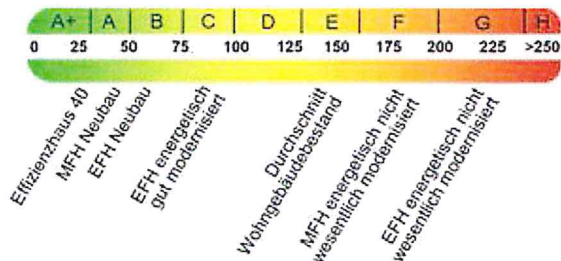 A+ A B C D E F G H
0 25 50 75 100 125 150 175 200 225 >250
Effizienzhaus 40
MFH Neubau
EFH Neubau
EFH energetisch
gut modernisiert
Durchschnitt
Wohngebäudebestand
MFH energetisch nicht
wesentlich modernisiert
EFH energetisch nicht
wesentlich modernisiert